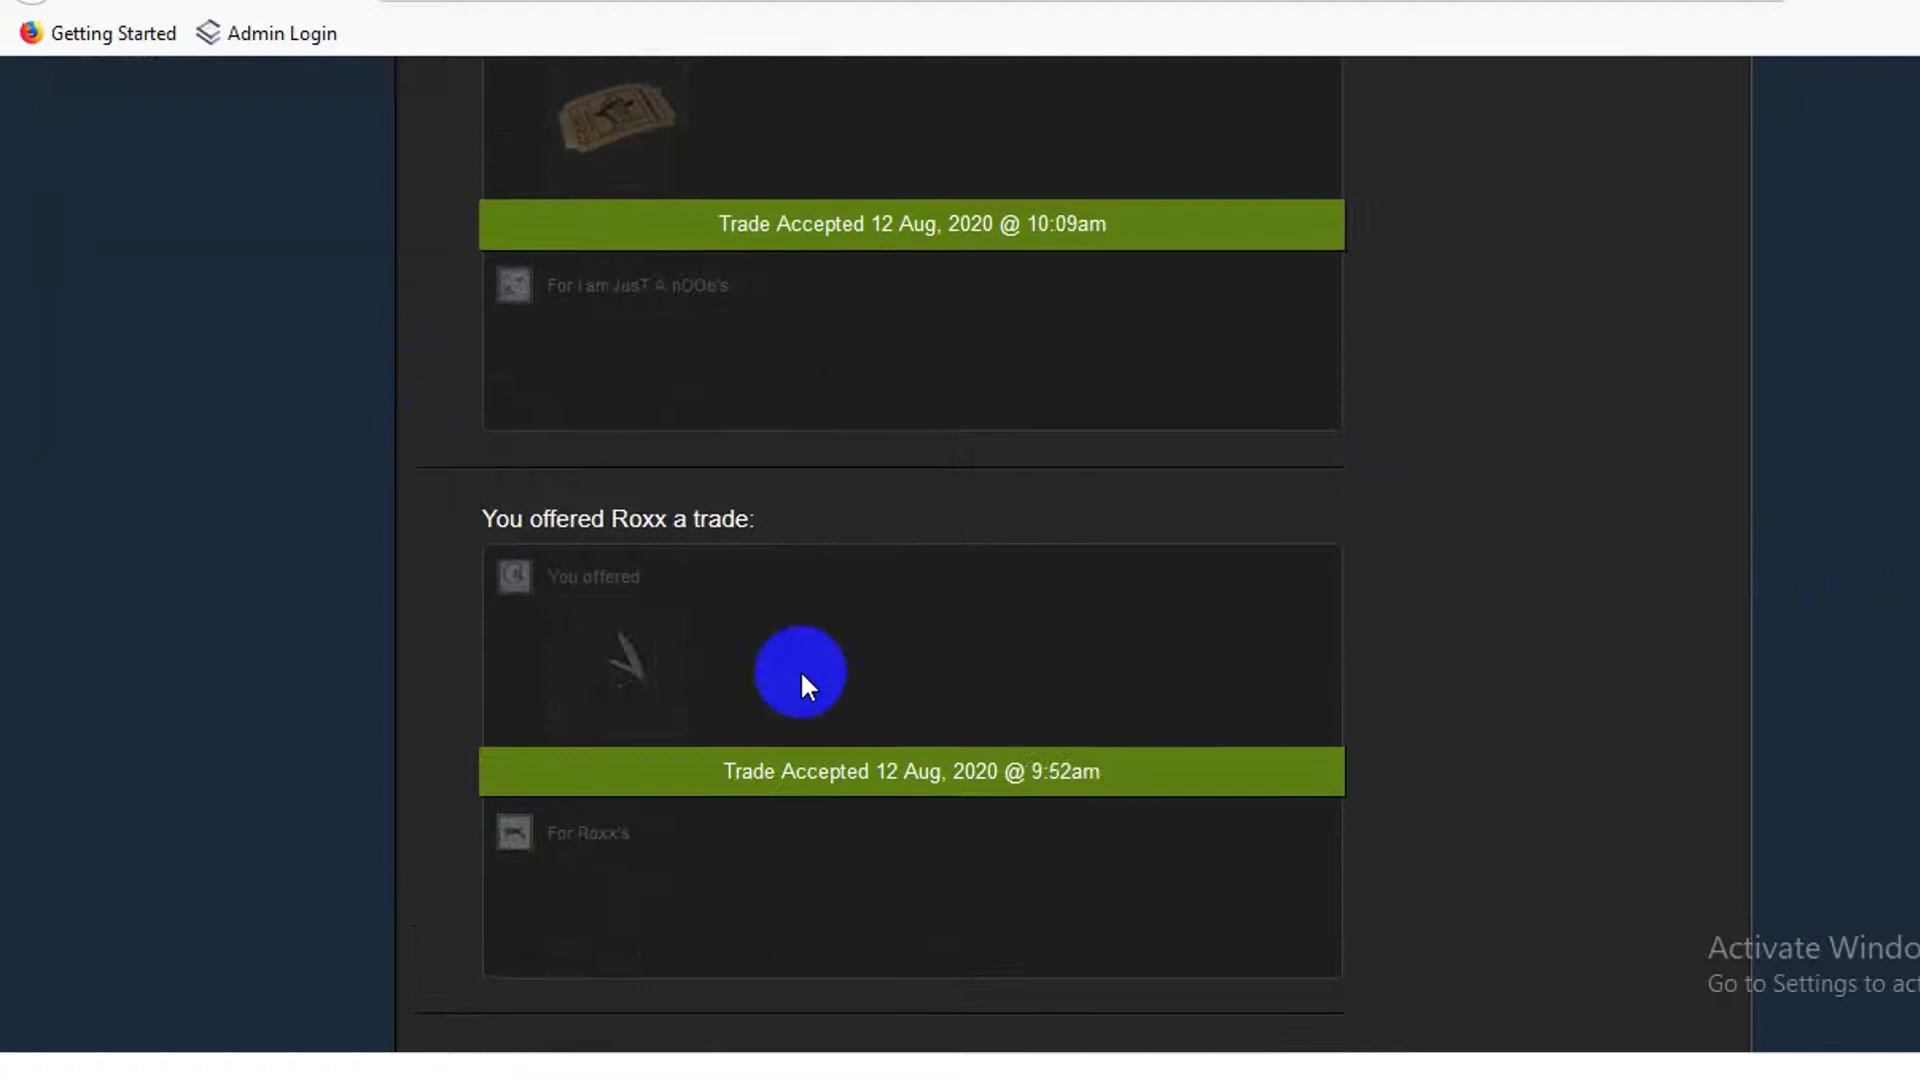 Getting Started
Admin Login
Trade Accepted 12 Aug, 2020 @ 10:09am
For I am JusT A nOOb's
You offered Roxx a trade:
You offered
Trade Accepted 12 Aug, 2020 @ 9:52am
For Roxx's
Activate Windo
Go to Settings to act